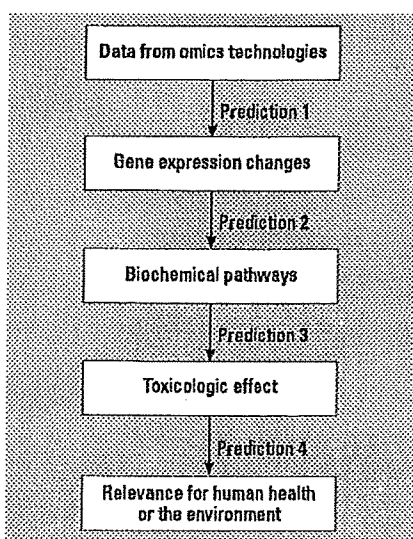 Data from omics technologies
Prediction 1
Gene expression changes
Prediction 2
Biochemical pathways
Prediction 3
Toxicologic effect
Prediction 4
Relevance for human health
or the environment